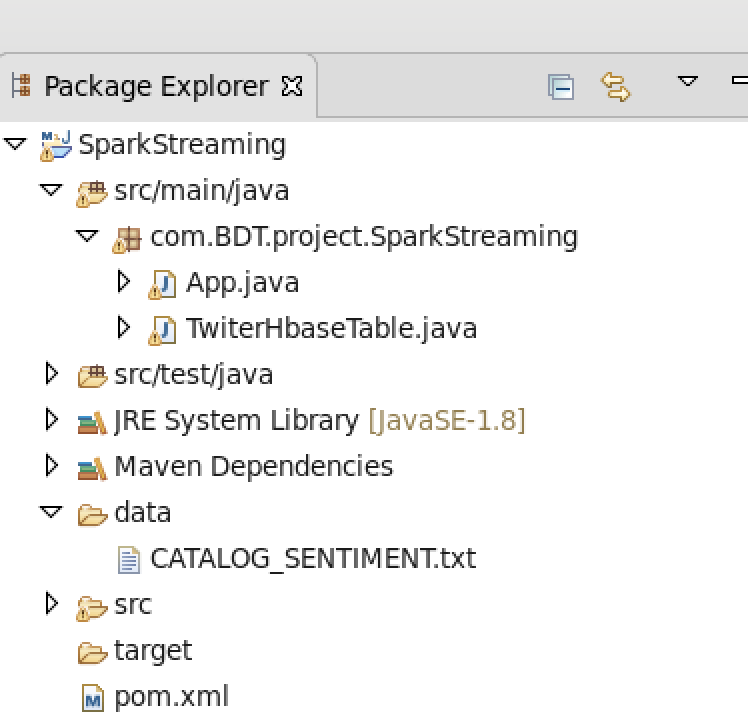 Package Explorer
SparkStreaming
src/main/java
com.BDT.project.SparkStreaming
App.java
TwiterHbaseTable.java
src/test/java
JRE System Library [JavaSE-1.8]
Maven Dependencies
data
CATALOG_SENTIMENT.txt
src
target
pom.xml